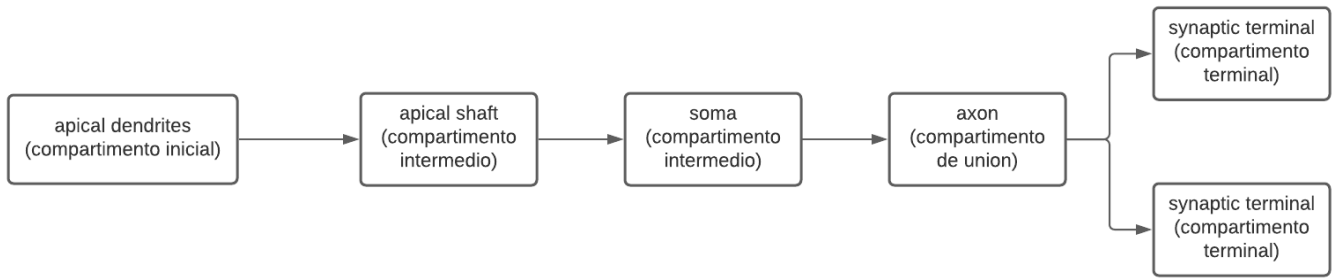 apical dendrites
(compartimento inicial)
apical shaft
(compartimento
intermedio)
soma
(compartimento
intermedio)
axon
(compartimento
de union)
synaptic terminal
(compartimento
terminal)
synaptic terminal
(compartimento
terminal)